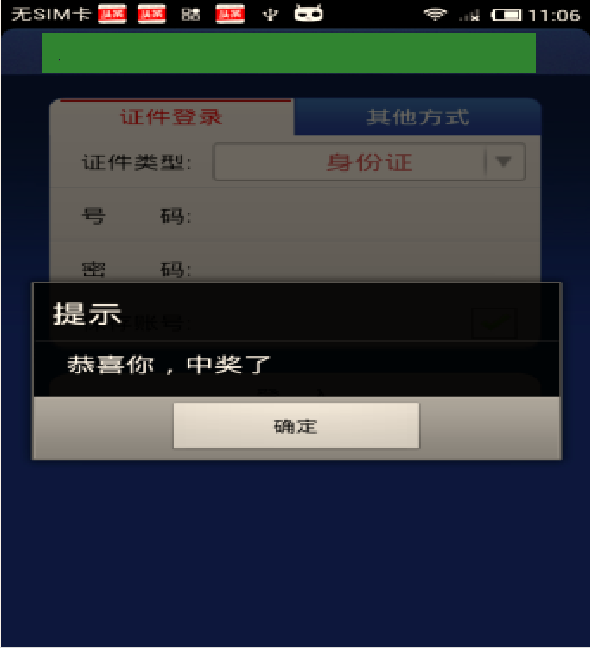 无SIM卡 11:06
证件登录 其他方式
证件类型: 身份证
号 码:
密 码:
提示
恭喜你，中奖了
确定